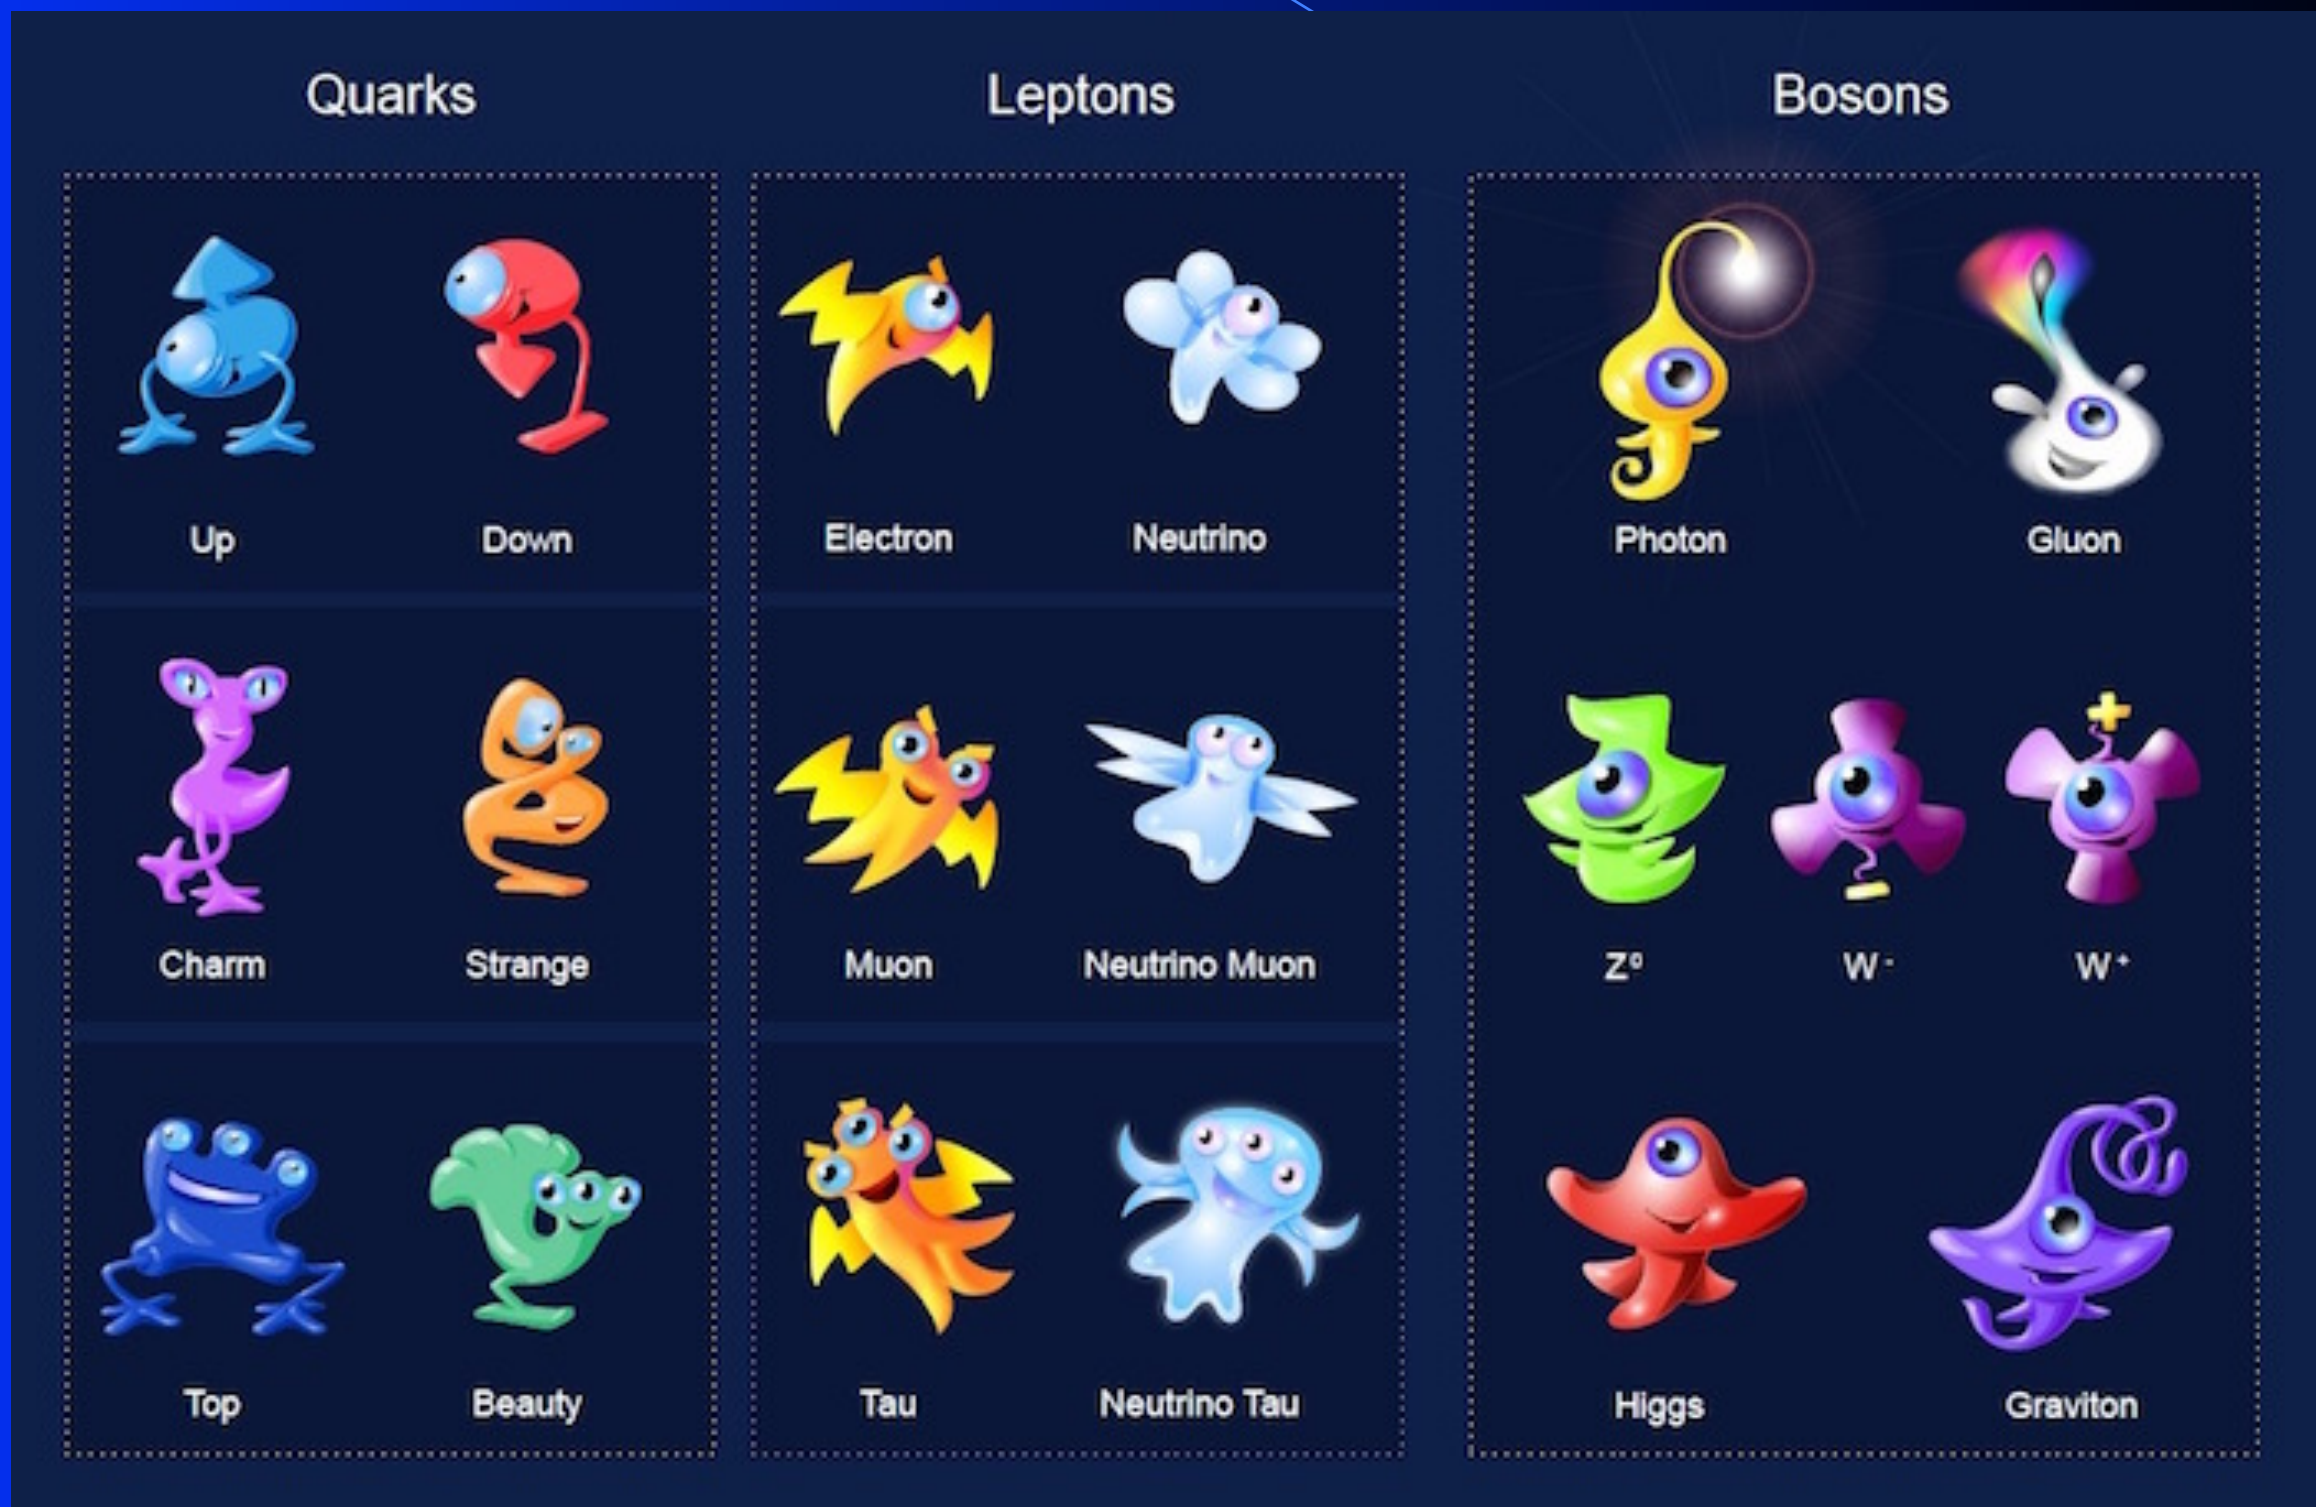 Quarks
Leptons
Bosons
Up
Down
Electron
Neutrino
Photon
Gluon
Charm
Strange
Muon
Neutrino Muon
Z⁰
W⁻
W⁺
Top
Beauty
Tau
Neutrino Tau
Higgs
Graviton